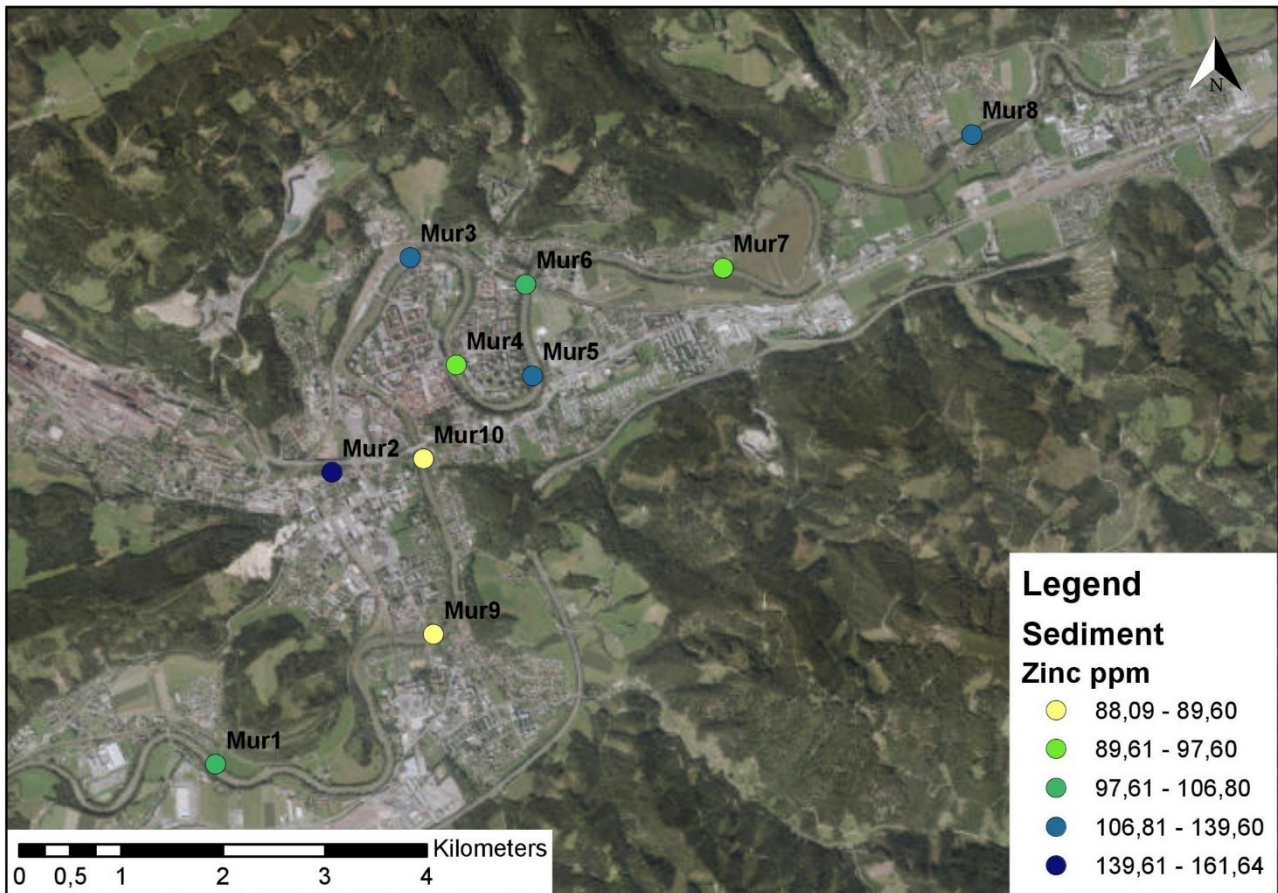 N
Mur8
Mur3
Mur6
Mur7
Mur4
Mur5
Mur10
Mur2
Mur9
Mur1
Legend
Sediment
Zinc ppm
88,09 - 89,60
89,61 - 97,60
97,61 - 106,80
106,81 - 139,60
139,61 - 161,64
Kilometers
0 0,5 1 2 3 4